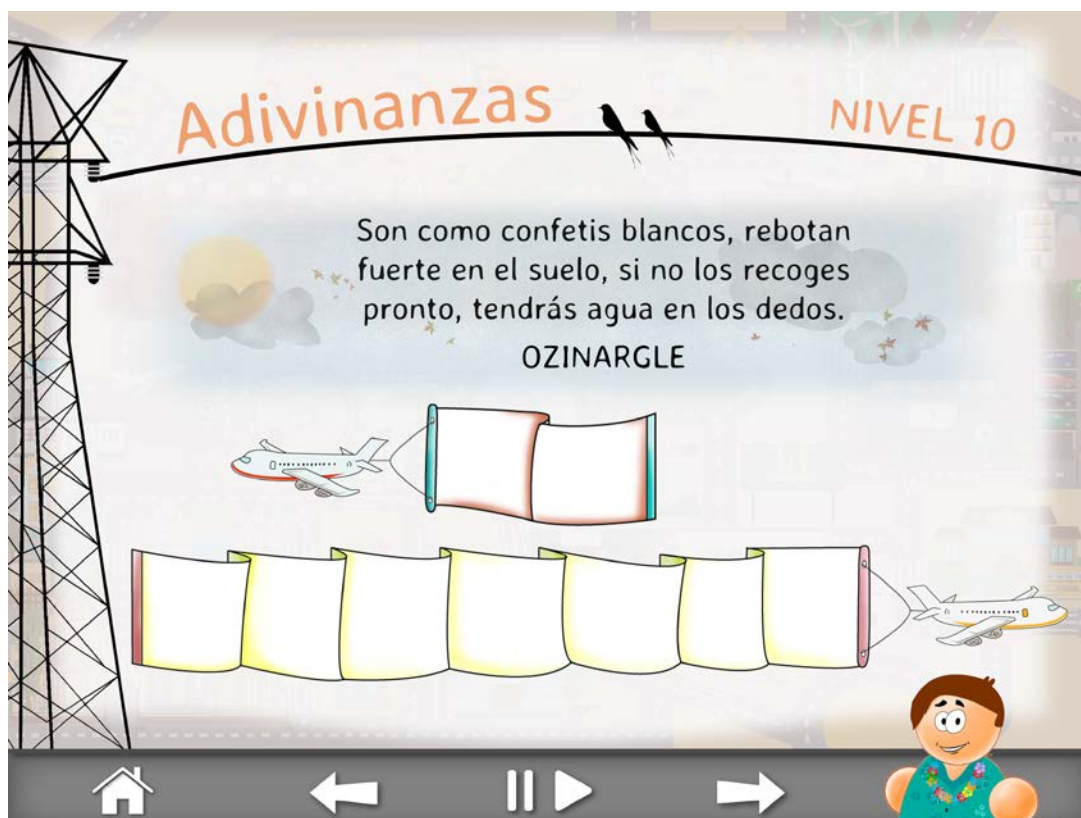 Adivinanzas
NIVEL 10
Son como confetis blancos, rebotan
fuerte en el suelo, si no los recoges
pronto, tendrás agua en los dedos.
OZINARGLE